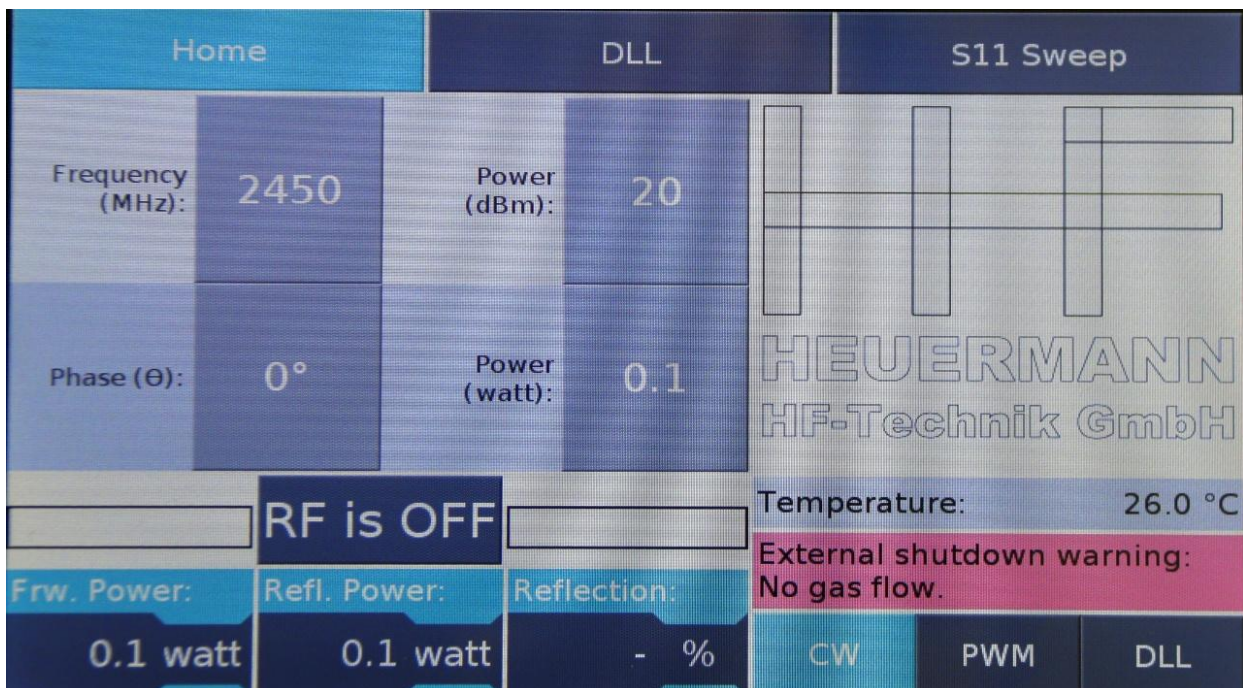 Home
DLL
S11 Sweep
Frequency
(MHz):
2450
Power
(dBm):
20
Phase (Θ):
0°
Power
(watt):
0.1
HEUERMANN
HF-Technik GmbH
RF is OFF
Temperature: 26.0 °C
External shutdown warning:
No gas flow.
Frw. Power:
0.1 watt
Refl. Power:
0.1 watt
Reflection:
- %
CW
PWM
DLL